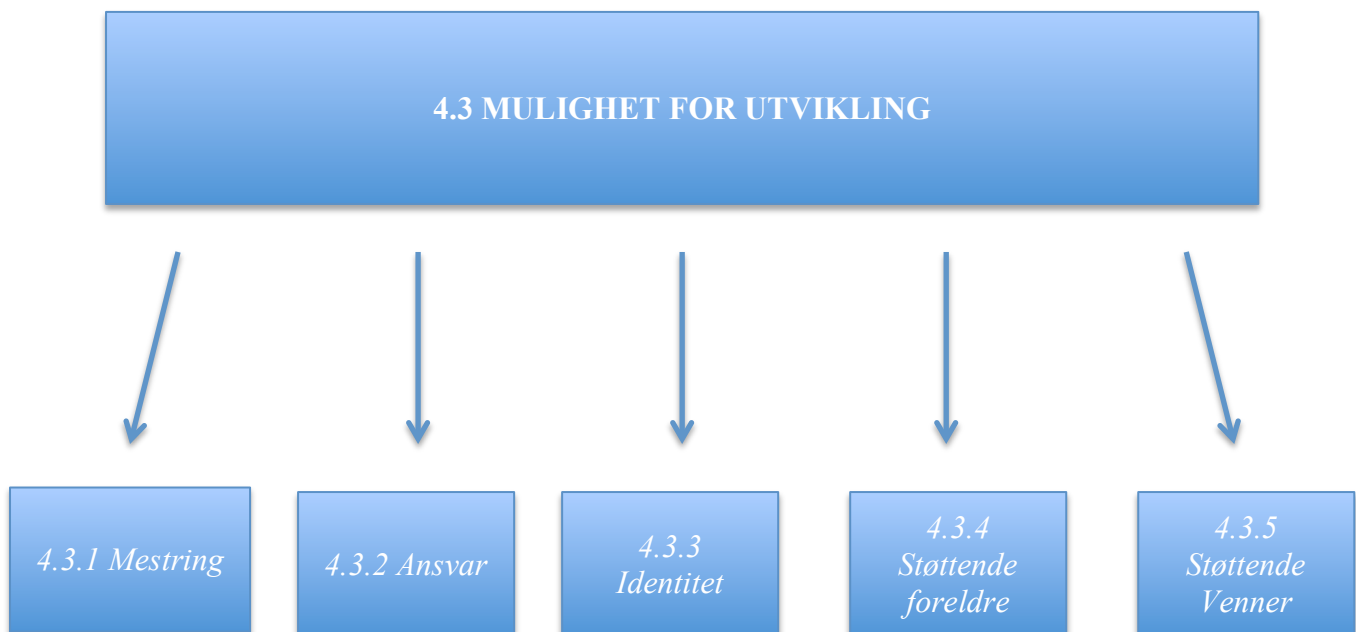 4.3 MULIGHET FOR UTVIKLING
4.3.1 Mestring
4.3.2 Ansvar
4.3.3
Identitet
4.3.4
Støttende
foreldre
4.3.5
Støttende
Venner